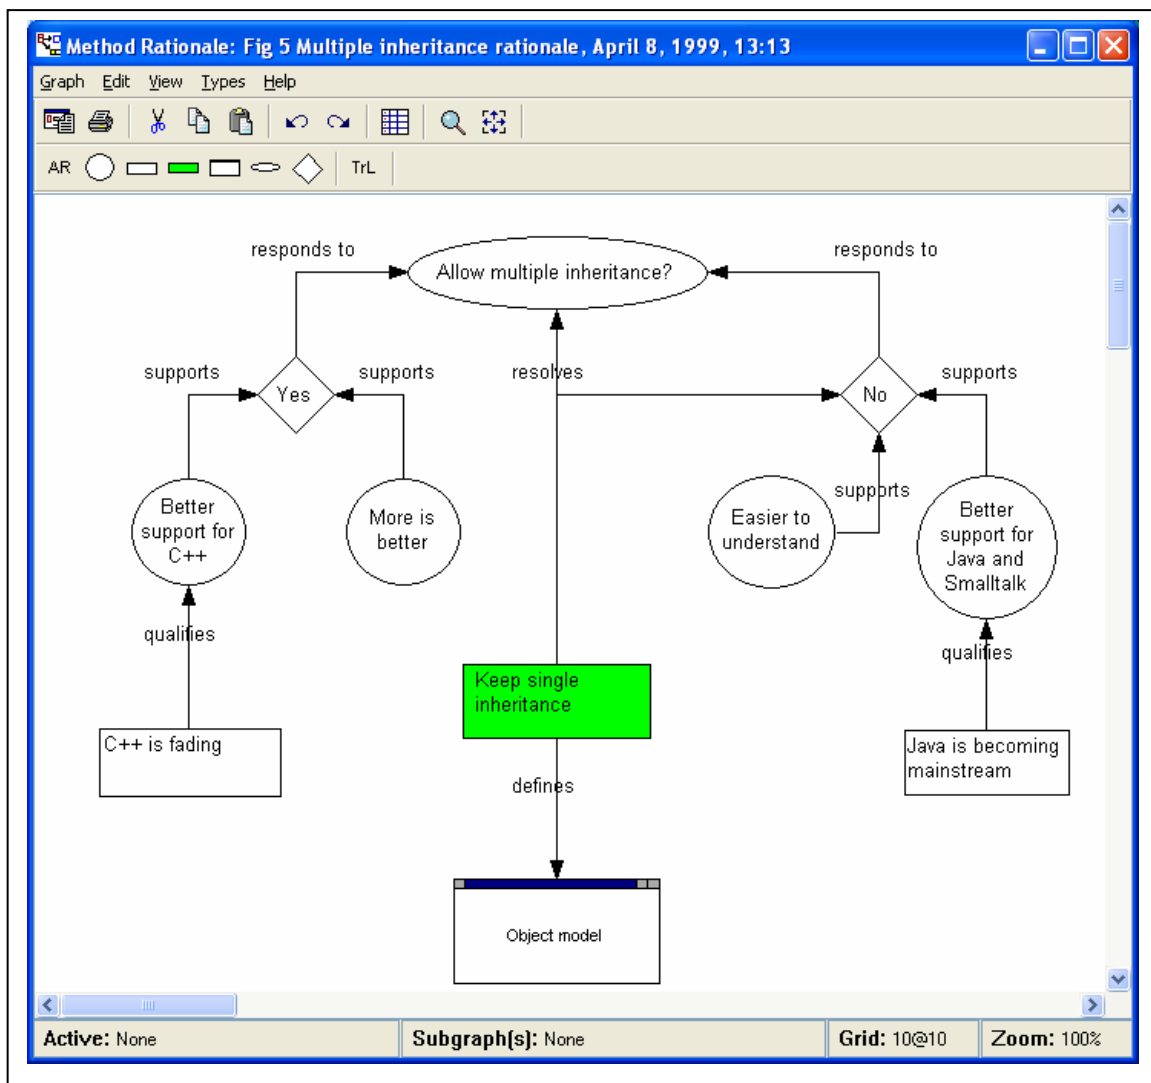 Method Rationale: Fig 5 Multiple inheritance rationale, April 8, 1999, 13:13
Graph Edit View Types Help
AR TrL
responds to
Allow multiple inheritance?
responds to
supports
Yes
supports
resolves
No
supports
Better
support for
C++
More is
better
Easier to
understand
supports
Better
support for
Java and
Smalltalk
qualifies
qualifies
Keep single
inheritance
C++ is fading
Java is becoming
mainstream
defines
Object model
Active: None Subgraph(s): None Grid: 10@10 Zoom: 100%